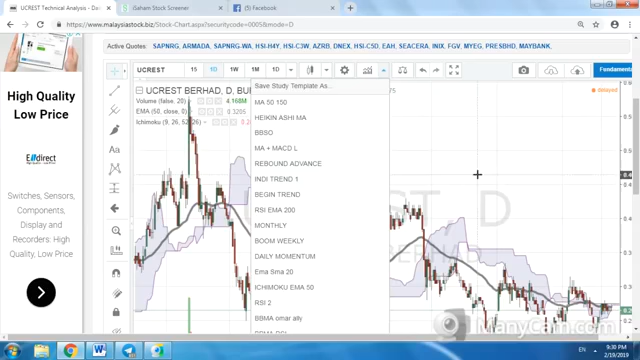 UCREST Technical Analysis - D
Gaham Stock Screener
(3) Facebook
https://www.malaysiastock.biz/Stock-Chart.aspx?securitycode=0005&mode=D
Active Quotes: SAPNRG, ARMADA, SAPNRG-WA, HSI-H4Y, HSI-C3W, AZRB, DNEX, HSI-C5D, EAH, SEACERA, INIX, FGV, MYEG, PRESBHD, MAYBANK,
UCREST 15 1D 1W 1M 1D
Fundamenta
delayed
UCREST BERHAD, D, BU
Volume (false, 20) 4.168M
EMA (50, close, 0) 0.3205
Ichimoku (9, 26, 52, 26)
Save Study Template As...
MA 50 150
HEIKIN ASHI MA
BBSO
MA + MACD L
REBOUND ADVANCE
INDI TREND 1
BEGIN TREND
RSI EMA 200
MONTHLY
BOOM WEEKLY
DAILY MOMENTUM
Ema Sma 20
ICHIMOKU EMA 50
RSI 2
BBMA omar ally
High Quality
Low Price
Switches, Sensors,
Components,
Display and
Recorders: High
Quality with Lower
Price.
ManyCam.com
EN
9:30 PM
2/19/2019